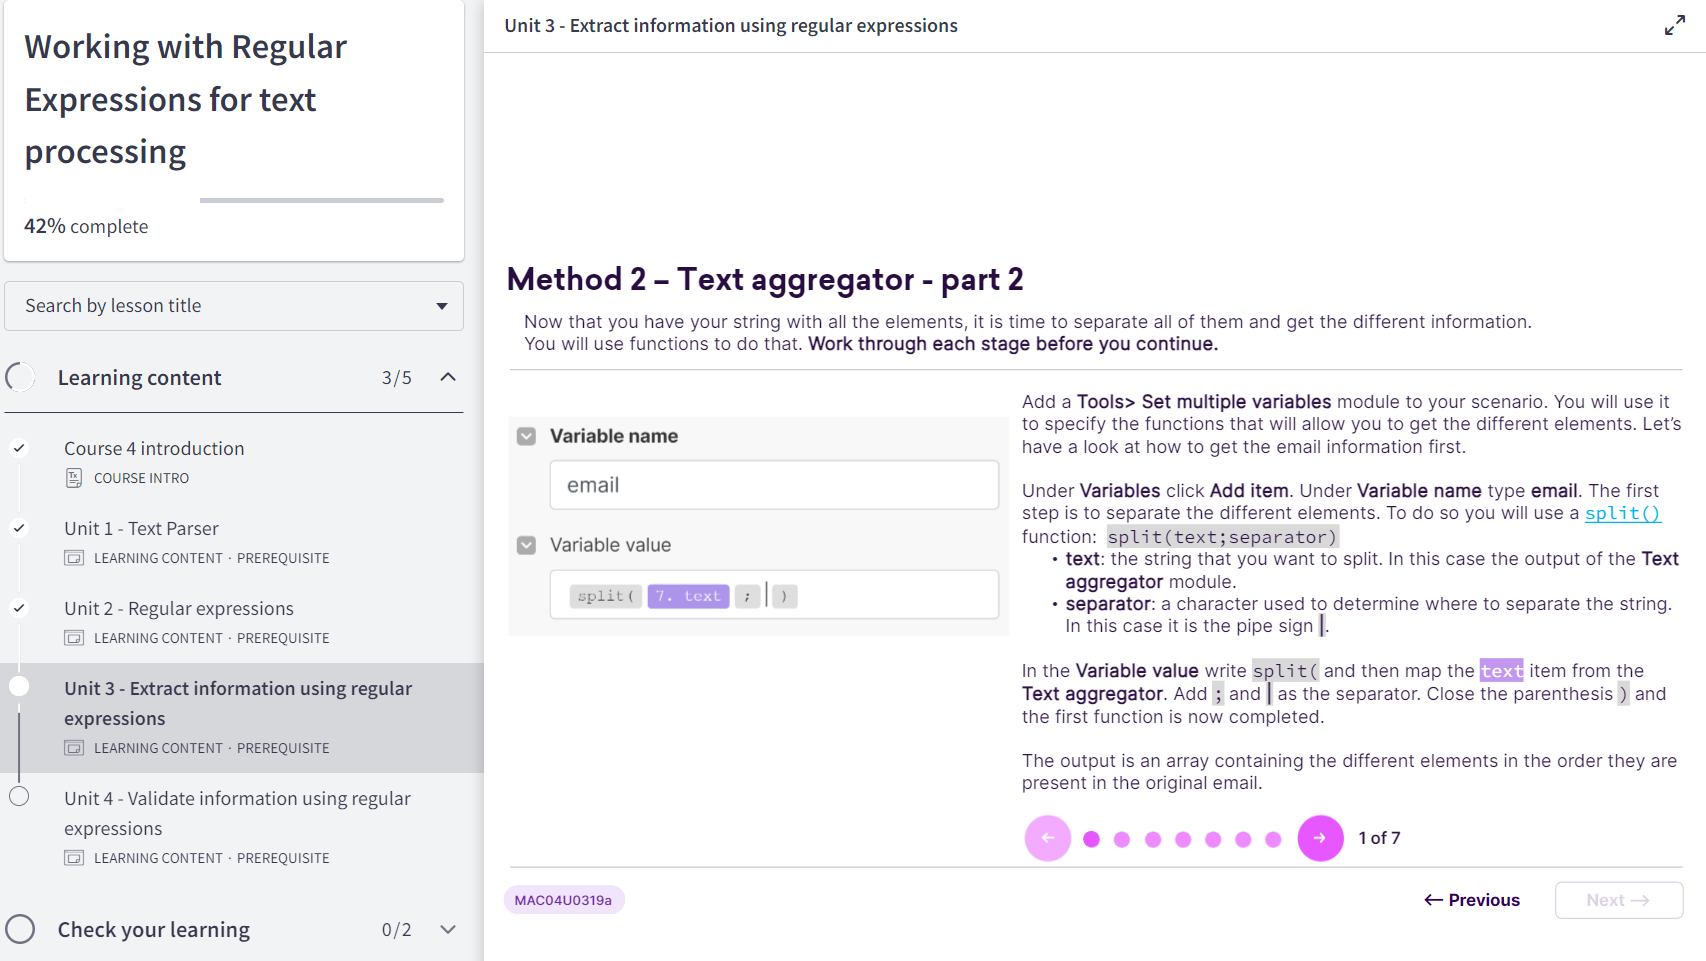 Working with Regular
Expressions for text
processing
42% complete
Search by lesson title
Learning content 3/5
Course 4 introduction
COURSE INTRO
Unit 1 - Text Parser
LEARNING CONTENT · PREREQUISITE
Unit 2 - Regular expressions
LEARNING CONTENT · PREREQUISITE
Unit 3 - Extract information using regular
expressions
LEARNING CONTENT · PREREQUISITE
Unit 4 - Validate information using regular
expressions
LEARNING CONTENT · PREREQUISITE
Check your learning 0/2
Unit 3 - Extract information using regular expressions
Method 2 – Text aggregator - part 2
Now that you have your string with all the elements, it is time to separate all of them and get the different information.
You will use functions to do that. Work through each stage before you continue.
Variable name
email
Variable value
split( 7. text ; | )
Add a Tools> Set multiple variables module to your scenario. You will use it
to specify the functions that will allow you to get the different elements. Let's
have a look at how to get the email information first.
Under Variables click Add item. Under Variable name type email. The first
step is to separate the different elements. To do so you will use a split()
function: split(text;separator)
• text: the string that you want to split. In this case the output of the Text
aggregator module.
• separator: a character used to determine where to separate the string.
In this case it is the pipe sign |.
In the Variable value write split( and then map the text item from the
Text aggregator. Add ; and | as the separator. Close the parenthesis ) and
the first function is now completed.
The output is an array containing the different elements in the order they are
present in the original email.
1 of 7
MAC04U0319a
← Previous
Next →